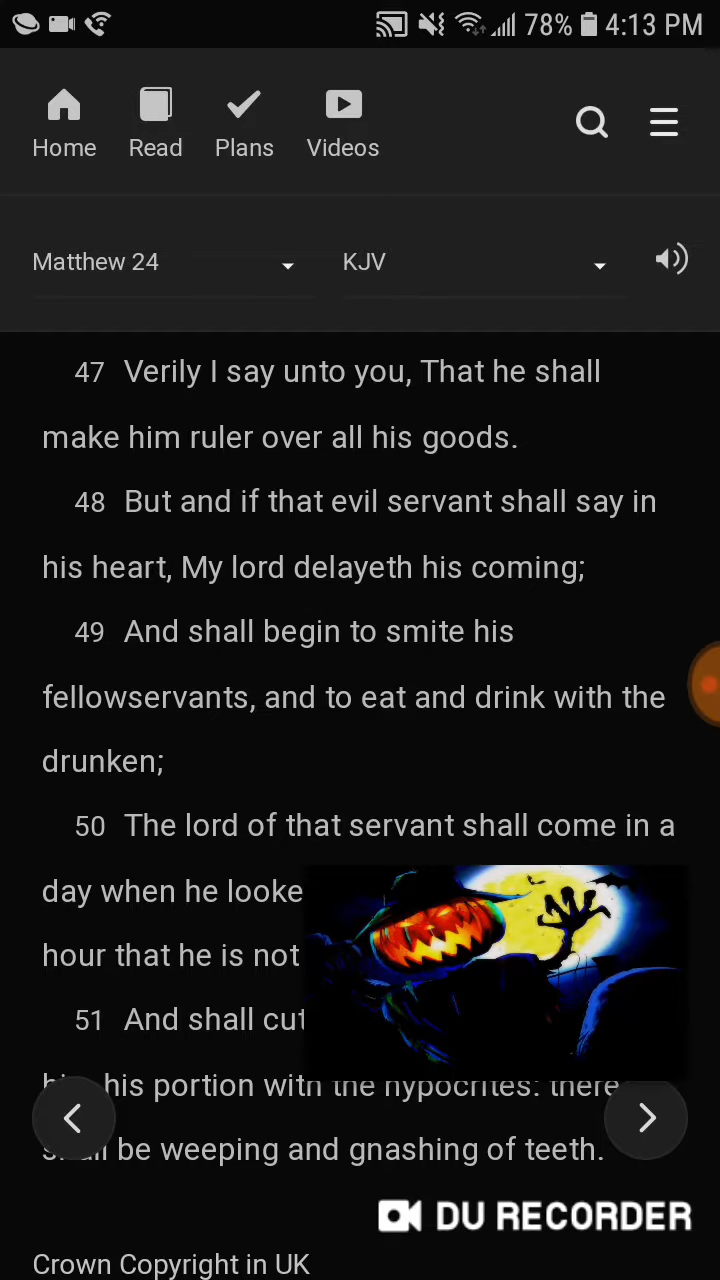 78% 4:13 PM
Home Read Plans Videos
Matthew 24 KJV
47 Verily I say unto you, That he shall
make him ruler over all his goods.
48 But and if that evil servant shall say in
his heart, My lord delayeth his coming;
49 And shall begin to smite his
fellowservants, and to eat and drink with the
drunken;
50 The lord of that servant shall come in a
day when he looke
hour that he is not
51 And shall cut
his portion with the hypocrites: there
be weeping and gnashing of teeth.
DU RECORDER
Crown Copyright in UK